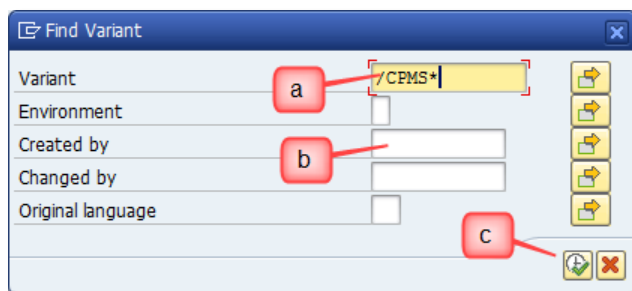 Find Variant
Variant /CPMS*
a
Environment
Created by
b
Changed by
Original language
c